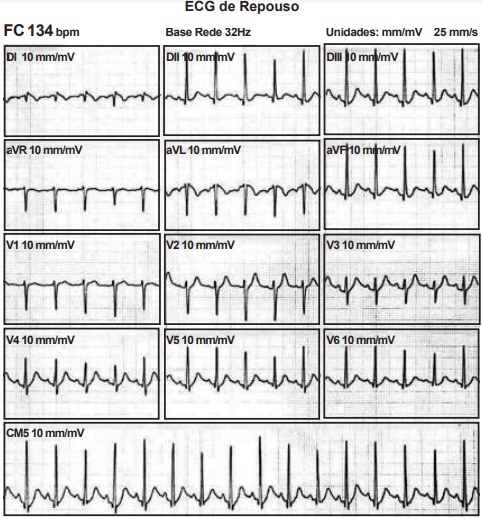 ECG de Repouso
FC 134 bpm Base Rede 32Hz Unidades: mm/mV 25 mm/s
DI 10 mm/mV DII 10 mm/mV DIII 10 mm/mV
aVR 10 mm/mV aVL 10 mm/mV aVF 10 mm/mV
V1 10 mm/mV V2 10 mm/mV V3 10 mm/mV
V4 10 mm/mV V5 10 mm/mV V6 10 mm/mV
CM5 10 mm/mV